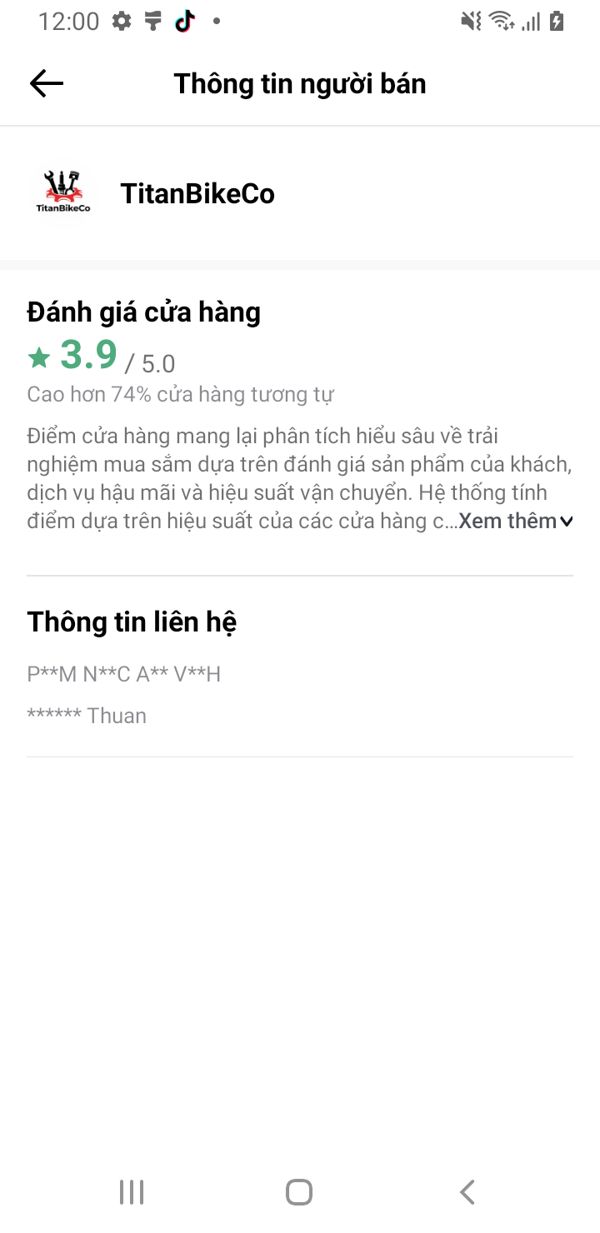 12:00
Thông tin người bán
TitanBikeCo
TitanBikeCo
Đánh giá cửa hàng
3.9 / 5.0
Cao hơn 74% cửa hàng tương tự
Điểm cửa hàng mang lại phân tích hiểu sâu về trải
nghiệm mua sắm dựa trên đánh giá sản phẩm của khách,
dịch vụ hậu mãi và hiệu suất vận chuyển. Hệ thống tính
điểm dựa trên hiệu suất của các cửa hàng c...Xem thêm
Thông tin liên hệ
P**M N**C A** V**H
****** Thuan